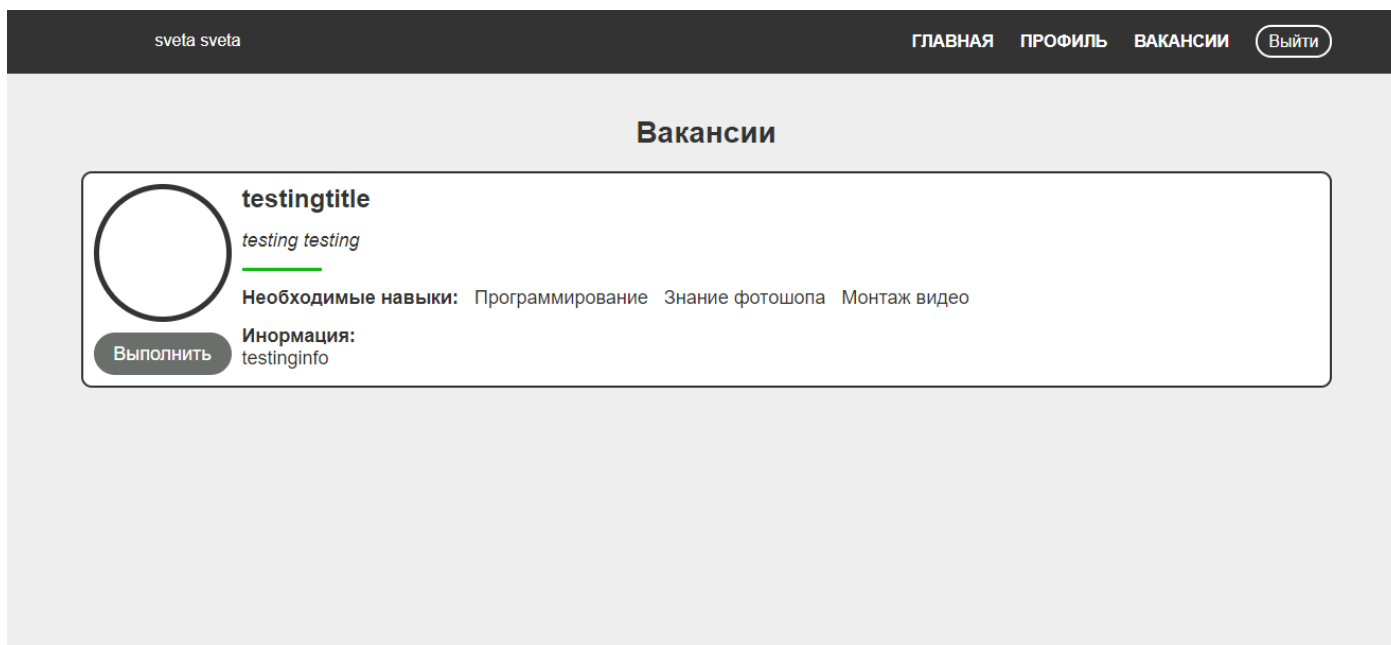 sveta sveta ГЛАВНАЯ ПРОФИЛЬ ВАКАНСИИ Выйти
Вакансии
testingtitle
testing testing
Необходимые навыки: Программирование Знание фотошопа Монтаж видео
Инормация:
testinginfo
Выполнить